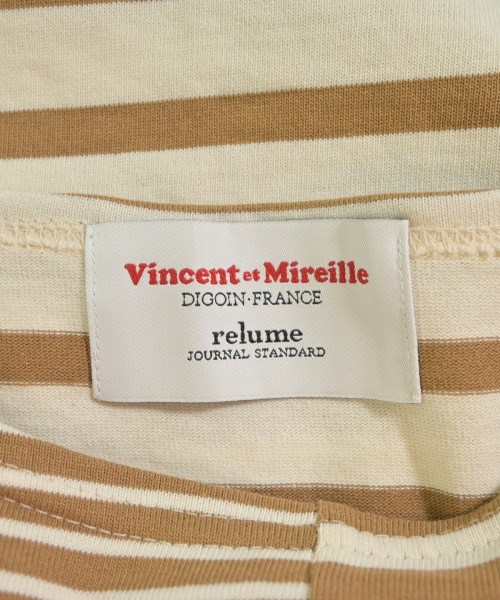 Vincent et Mireille
DIGOIN·FRANCE
relume
JOURNAL STANDARD